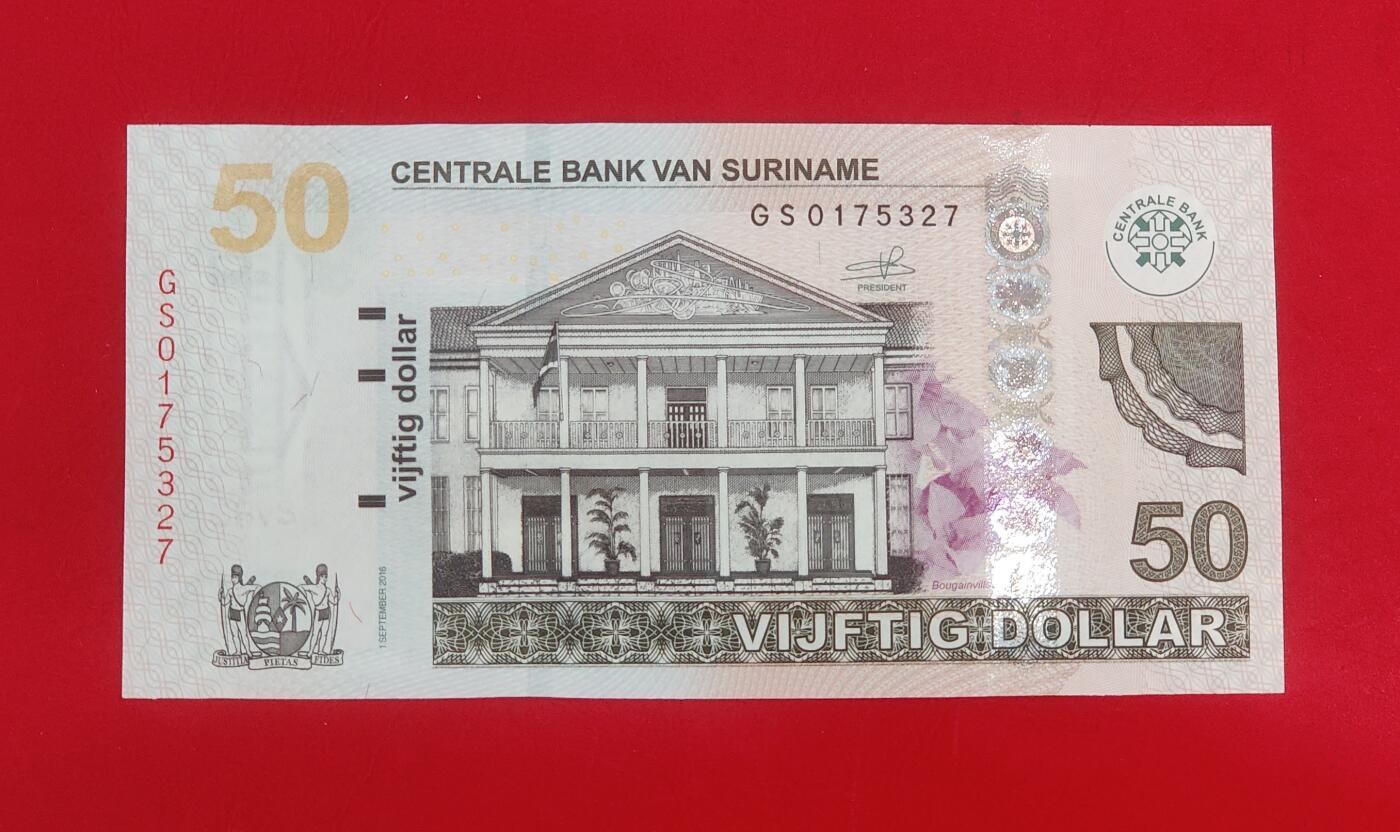 50
CENTRALE BANK VAN SURINAME
GS0175327
CENTRALE BANK
PRESIDENT
GS0175327
vijftig dollar
1 SEPTEMBER 2016
50
VIJFTIG DOLLAR
JUSTITIA PIETAS FIDES